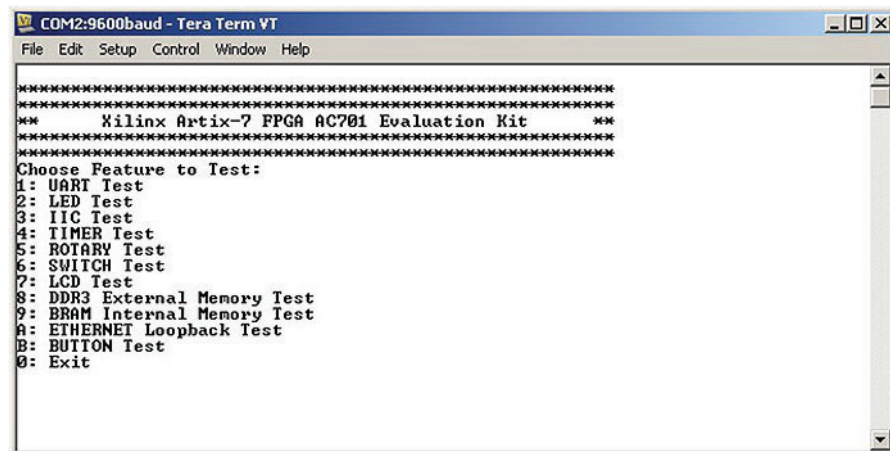 COM2:9600baud - Tera Term VT
File Edit Setup Control Window Help
*********************************************************
*********************************************************
** Xilinx Artix-7 FPGA AC701 Evaluation Kit **
*********************************************************
*********************************************************
Choose Feature to Test:
1: UART Test
2: LED Test
3: IIC Test
4: TIMER Test
5: ROTARY Test
6: SWITCH Test
7: LCD Test
8: DDR3 External Memory Test
9: BRAM Internal Memory Test
A: ETHERNET Loopback Test
B: BUTTON Test
0: Exit